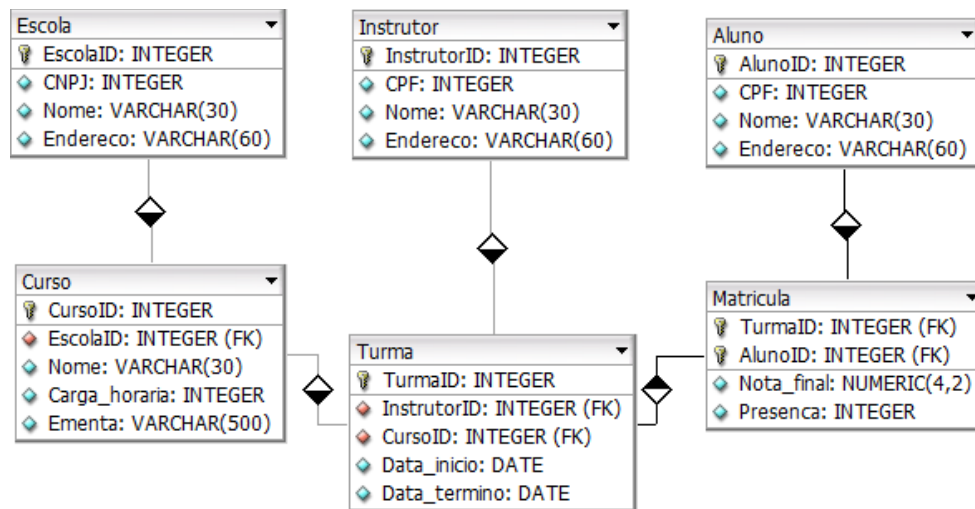 Escola
EscolaID: INTEGER
CNPJ: INTEGER
Nome: VARCHAR(30)
Endereco: VARCHAR(60)
Instrutor
InstrutorID: INTEGER
CPF: INTEGER
Nome: VARCHAR(30)
Endereco: VARCHAR(60)
Aluno
AlunoID: INTEGER
CPF: INTEGER
Nome: VARCHAR(30)
Endereco: VARCHAR(60)
Curso
CursoID: INTEGER
EscolaID: INTEGER (FK)
Nome: VARCHAR(30)
Carga_horaria: INTEGER
Ementa: VARCHAR(500)
Turma
TurmaID: INTEGER
InstrutorID: INTEGER (FK)
CursoID: INTEGER (FK)
Data_inicio: DATE
Data_termino: DATE
Matricula
TurmaID: INTEGER (FK)
AlunoID: INTEGER (FK)
Nota_final: NUMERIC(4,2)
Presenca: INTEGER